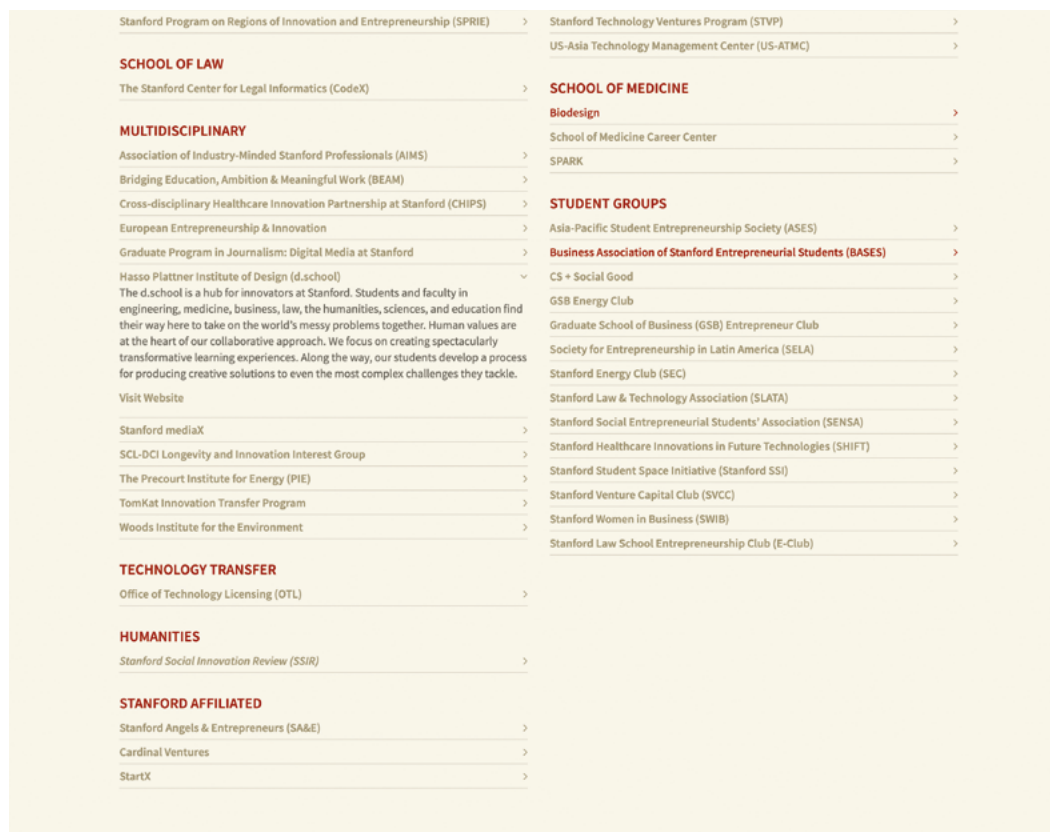 Stanford Program on Regions of Innovation and Entrepreneurship (SPRIE)
SCHOOL OF LAW
The Stanford Center for Legal Informatics (CodeX)
MULTIDISCIPLINARY
Association of Industry-Minded Stanford Professionals (AIMS)
Bridging Education, Ambition & Meaningful Work (BEAM)
Cross-disciplinary Healthcare Innovation Partnership at Stanford (CHIPS)
European Entrepreneurship & Innovation
Graduate Program in Journalism: Digital Media at Stanford
Hasso Plattner Institute of Design (d.school)
The d.school is a hub for innovators at Stanford. Students and faculty in
engineering, medicine, business, law, the humanities, sciences, and education find
their way here to take on the world's messy problems together. Human values are
at the heart of our collaborative approach. We focus on creating spectacularly
transformative learning experiences. Along the way, our students develop a process
for producing creative solutions to even the most complex challenges they tackle.
Visit Website
Stanford mediaX
SCL-DCI Longevity and Innovation Interest Group
The Precourt Institute for Energy (PIE)
TomKat Innovation Transfer Program
Woods Institute for the Environment
TECHNOLOGY TRANSFER
Office of Technology Licensing (OTL)
HUMANITIES
Stanford Social Innovation Review (SSIR)
STANFORD AFFILIATED
Stanford Angels & Entrepreneurs (SA&E)
Cardinal Ventures
StartX
Stanford Technology Ventures Program (STVP)
US-Asia Technology Management Center (US-ATMC)
SCHOOL OF MEDICINE
Biodesign
School of Medicine Career Center
SPARK
STUDENT GROUPS
Asia-Pacific Student Entrepreneurship Society (ASES)
Business Association of Stanford Entrepreneurial Students (BASES)
CS + Social Good
GSB Energy Club
Graduate School of Business (GSB) Entrepreneur Club
Society for Entrepreneurship in Latin America (SELA)
Stanford Energy Club (SEC)
Stanford Law & Technology Association (SLATA)
Stanford Social Entrepreneurial Students' Association (SENSA)
Stanford Healthcare Innovations in Future Technologies (SHIFT)
Stanford Student Space Initiative (Stanford SSI)
Stanford Venture Capital Club (SVCC)
Stanford Women in Business (SWIB)
Stanford Law School Entrepreneurship Club (E-Club)